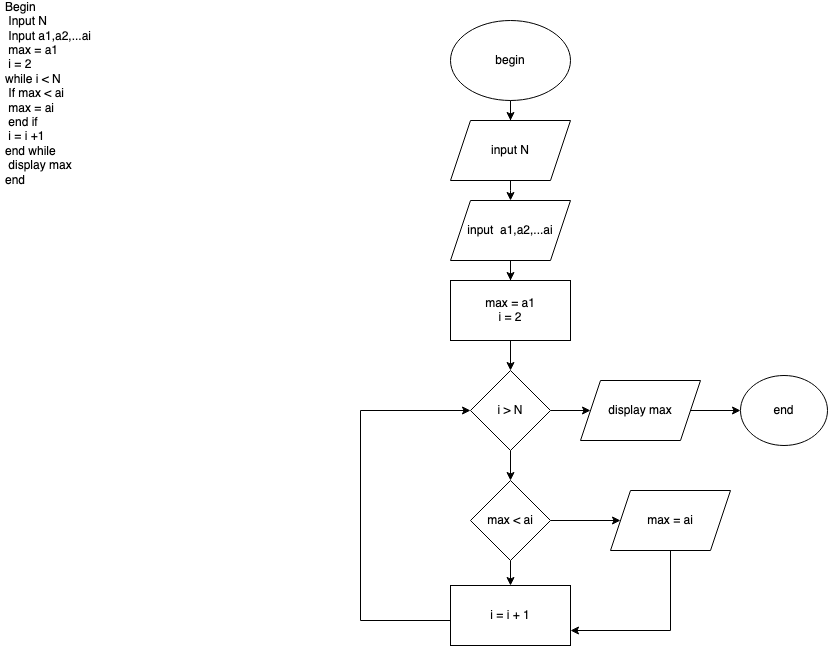 Begin
Input N
Input a1,a2,...ai
max = a1
i = 2
while i < N
If max < ai
max = ai
end if
i = i +1
end while
display max
end
begin
input N
input a1,a2,...ai
max = a1
i = 2
i > N
display max
end
max < ai
max = ai
i = i + 1